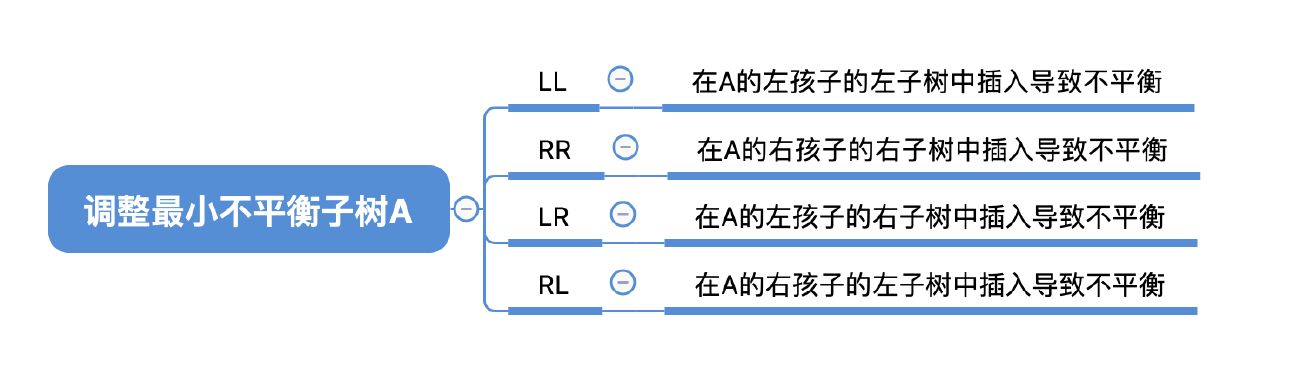 LL
在A的左孩子的左子树中插入导致不平衡
RR
在A的右孩子的右子树中插入导致不平衡
调整最小不平衡子树A
LR
在A的左孩子的右子树中插入导致不平衡
RL
在A的右孩子的左子树中插入导致不平衡